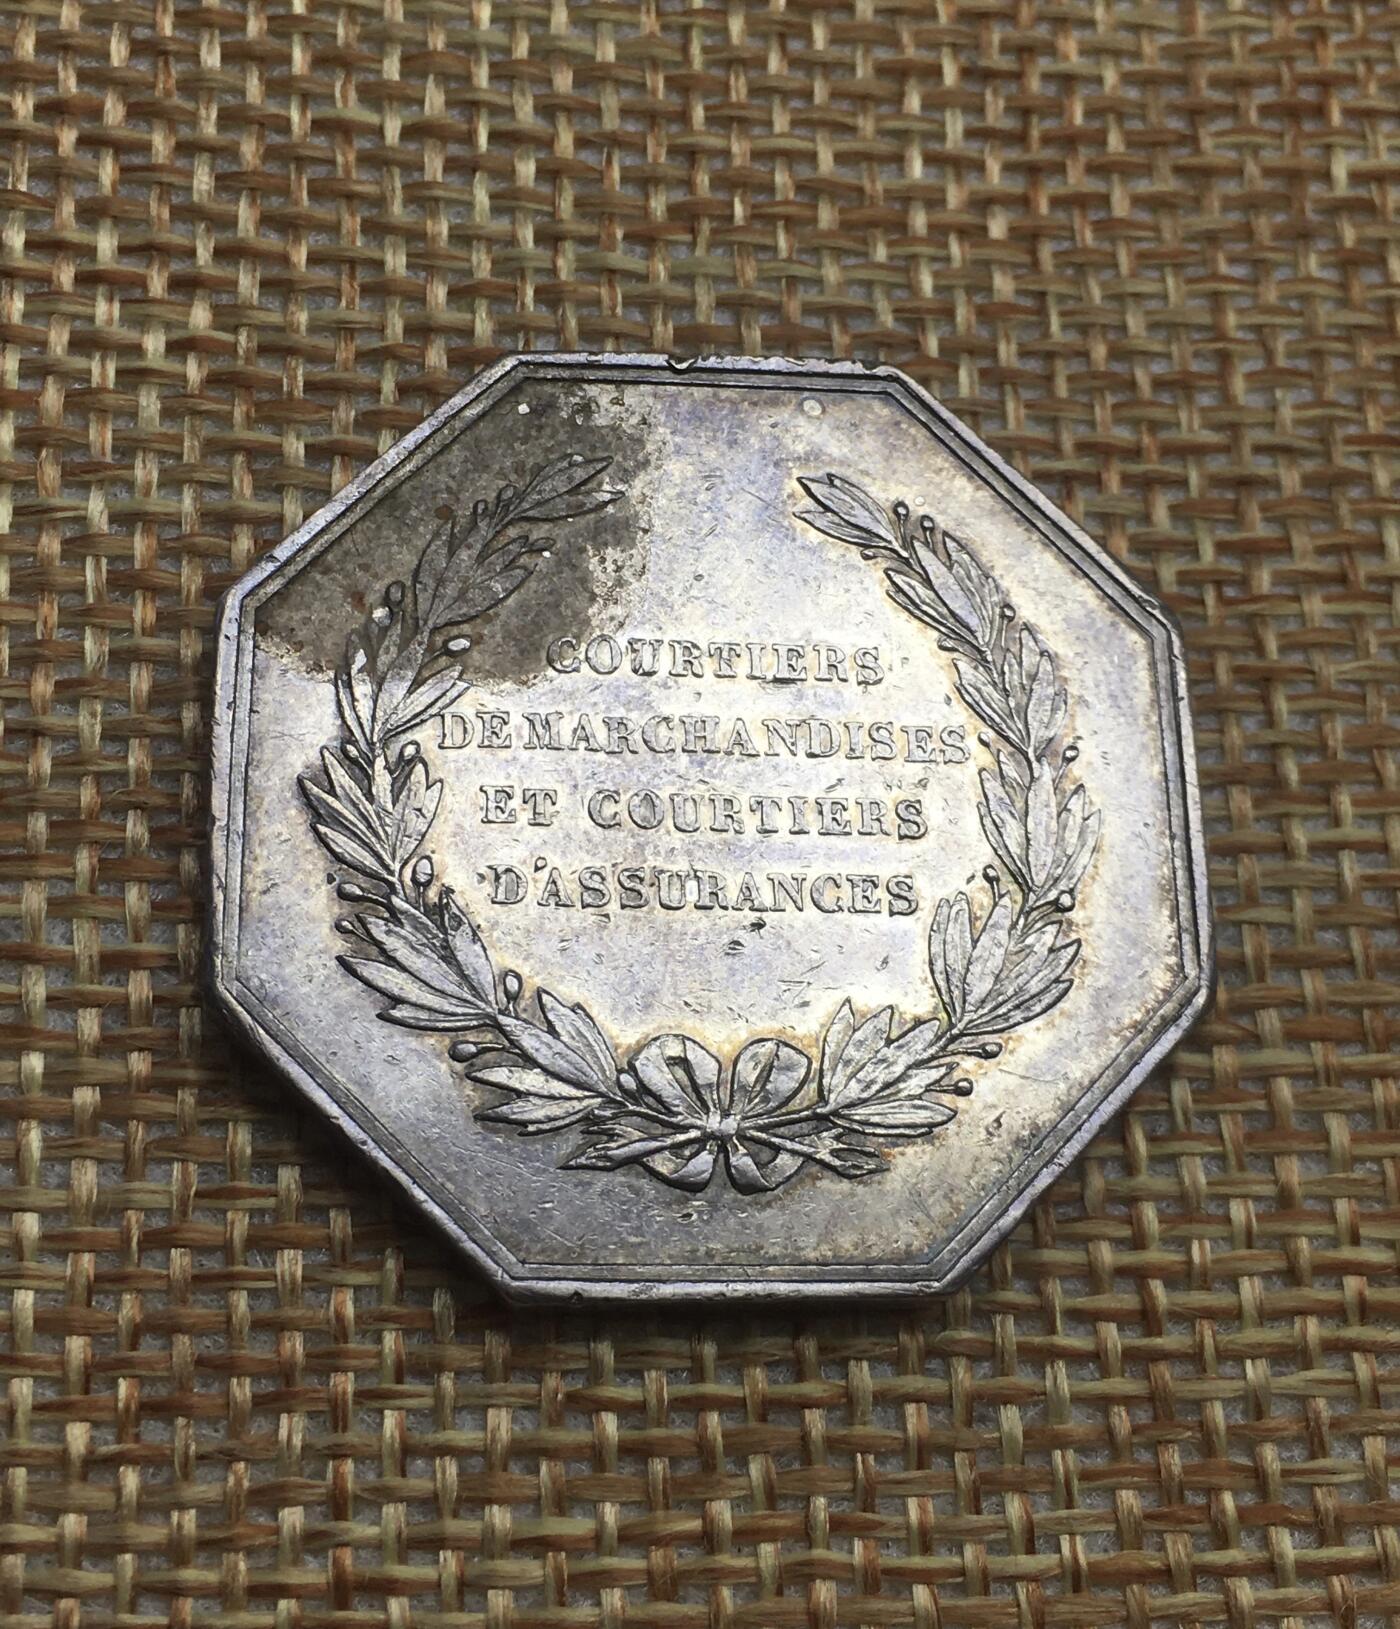 COURTIERS
DE MARCHANDISES
ET COURTIERS
D'ASSURANCES